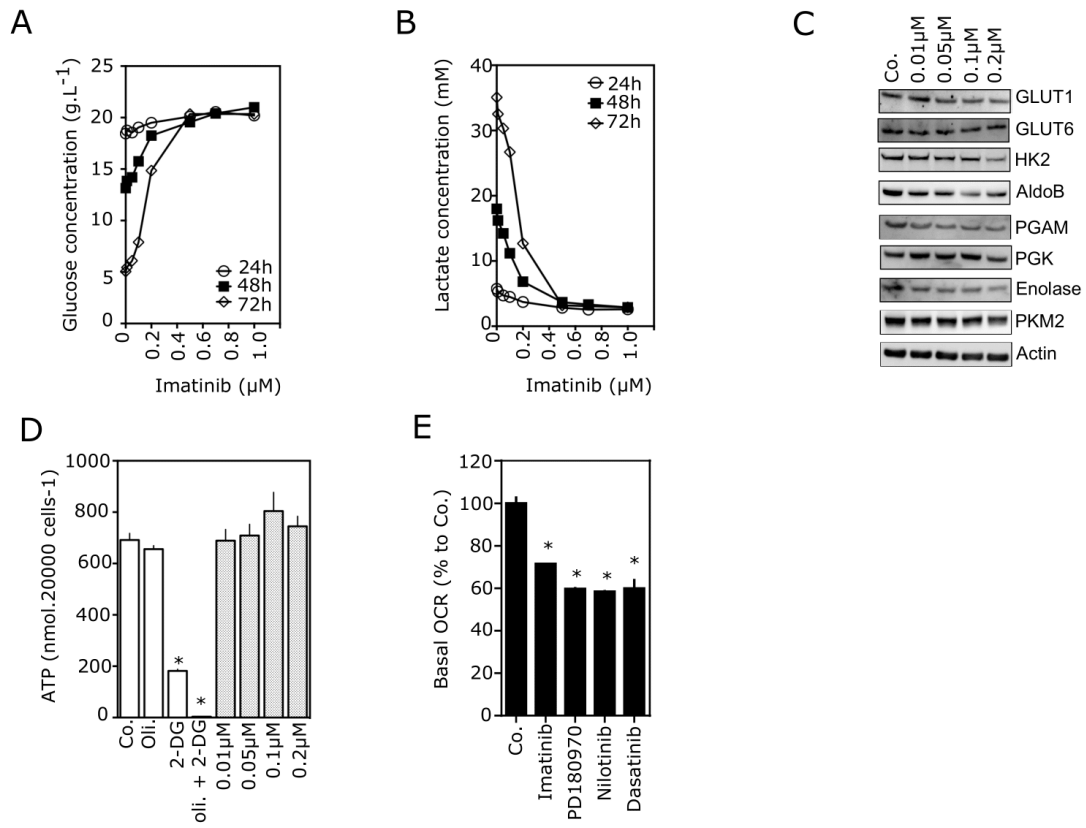 A
Glucose concentration (g.L⁻¹)
25
20
15
10
5
0
0
0.2
0.4
0.6
0.8
1.0
24h
48h
72h
Imatinib (µM)
B
Lactate concentration (mM)
40
30
20
10
0
0
0.2
0.4
0.6
0.8
1.0
24h
48h
72h
Imatinib (µM)
C
Co.
0.01µM
0.05µM
0.1µM
0.2µM
GLUT1
GLUT6
HK2
AldoB
PGAM
PGK
Enolase
PKM2
Actin
D
ATP (nmol.20000 cells-1)
1000
800
600
400
200
0
*
*
Co.
Oli.
2-DG
oli. + 2-DG
0.01µM
0.05µM
0.1µM
0.2µM
E
Basal OCR (% to Co.)
120
100
80
60
40
20
0
*
*
*
*
Co.
Imatinib
PD180970
Nilotinib
Dasatinib